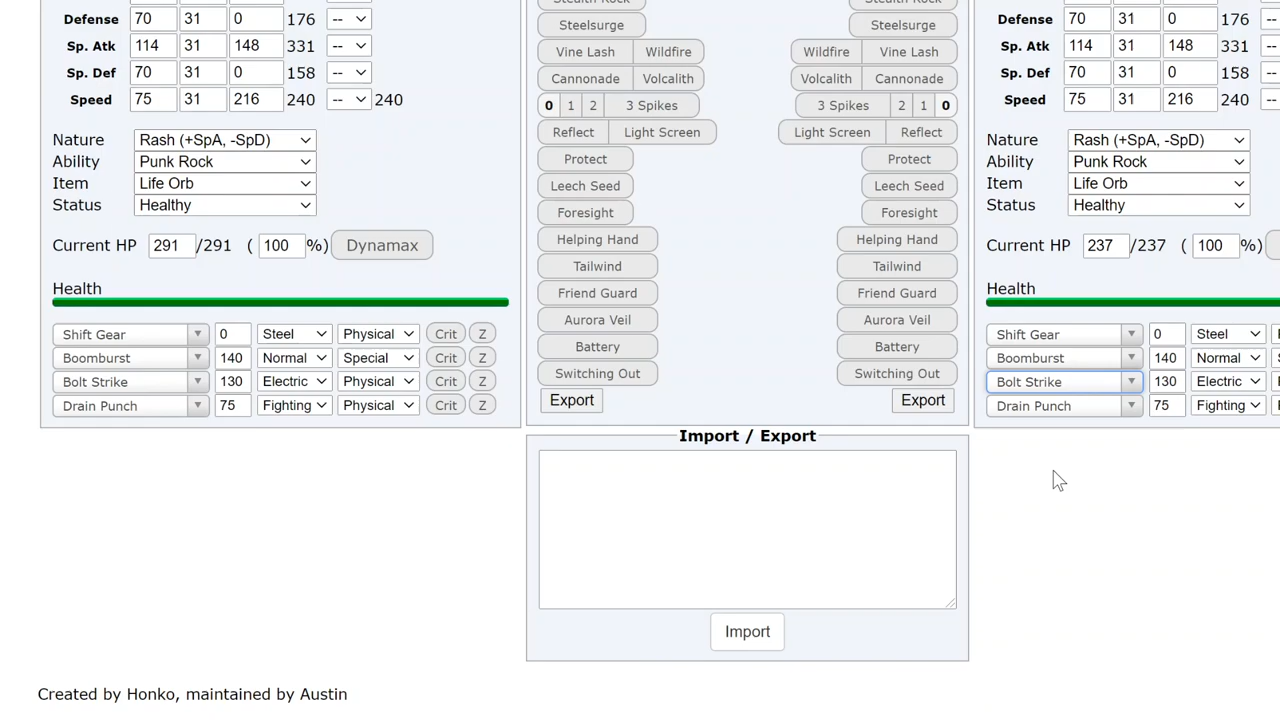 Stealth Rock Stealth Rock
Defense 70 31 0 176 -- Steelsurge Steelsurge Defense 70 31 0 176 --
Sp. Atk 114 31 148 331 -- Vine Lash Wildfire Wildfire Vine Lash Sp. Atk 114 31 148 331 --
Sp. Def 70 31 0 158 -- Cannonade Volcalith Volcalith Cannonade Sp. Def 70 31 0 158 --
Speed 75 31 216 240 -- 240 0 1 2 3 Spikes 3 Spikes 2 1 0 Speed 75 31 216 240 --
Reflect Light Screen Light Screen Reflect
Nature Rash (+SpA, -SpD) Protect Protect Nature Rash (+SpA, -SpD)
Ability Punk Rock Leech Seed Leech Seed Ability Punk Rock
Item Life Orb Foresight Foresight Item Life Orb
Status Healthy Helping Hand Helping Hand Status Healthy
Current HP 291 /291 ( 100 %) Dynamax Tailwind Tailwind Current HP 237 /237 ( 100 %)
Health Friend Guard Friend Guard Health
Shift Gear 0 Steel Physical Crit Z Aurora Veil Aurora Veil Shift Gear 0 Steel
Boomburst 140 Normal Special Crit Z Battery Battery Boomburst 140 Normal
Bolt Strike 130 Electric Physical Crit Z Switching Out Switching Out Bolt Strike 130 Electric
Drain Punch 75 Fighting Physical Crit Z Export Export Drain Punch 75 Fighting
Import / Export
Import
Created by Honko, maintained by Austin